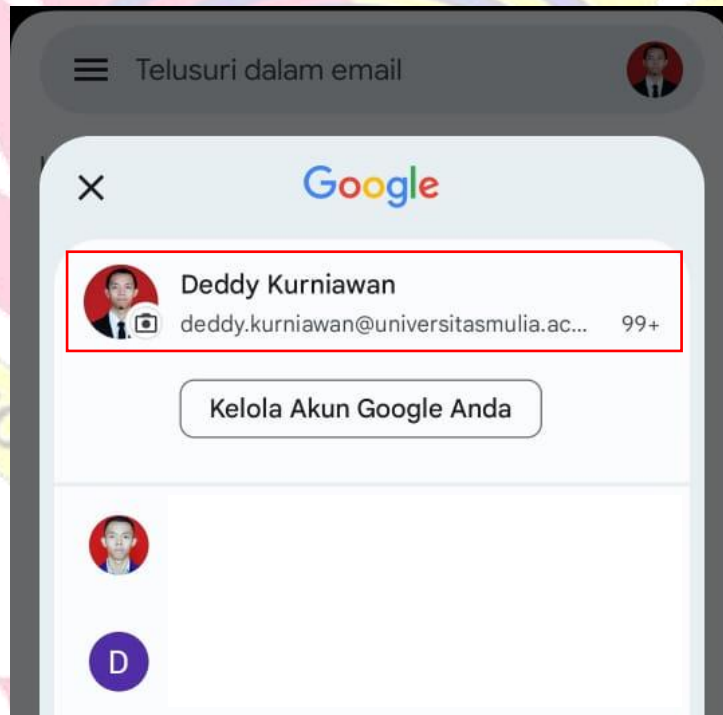 Telusuri dalam email
Google
Deddy Kurniawan
deddy.kurniawan@universitasmulia.ac...
99+
Kelola Akun Google Anda
D